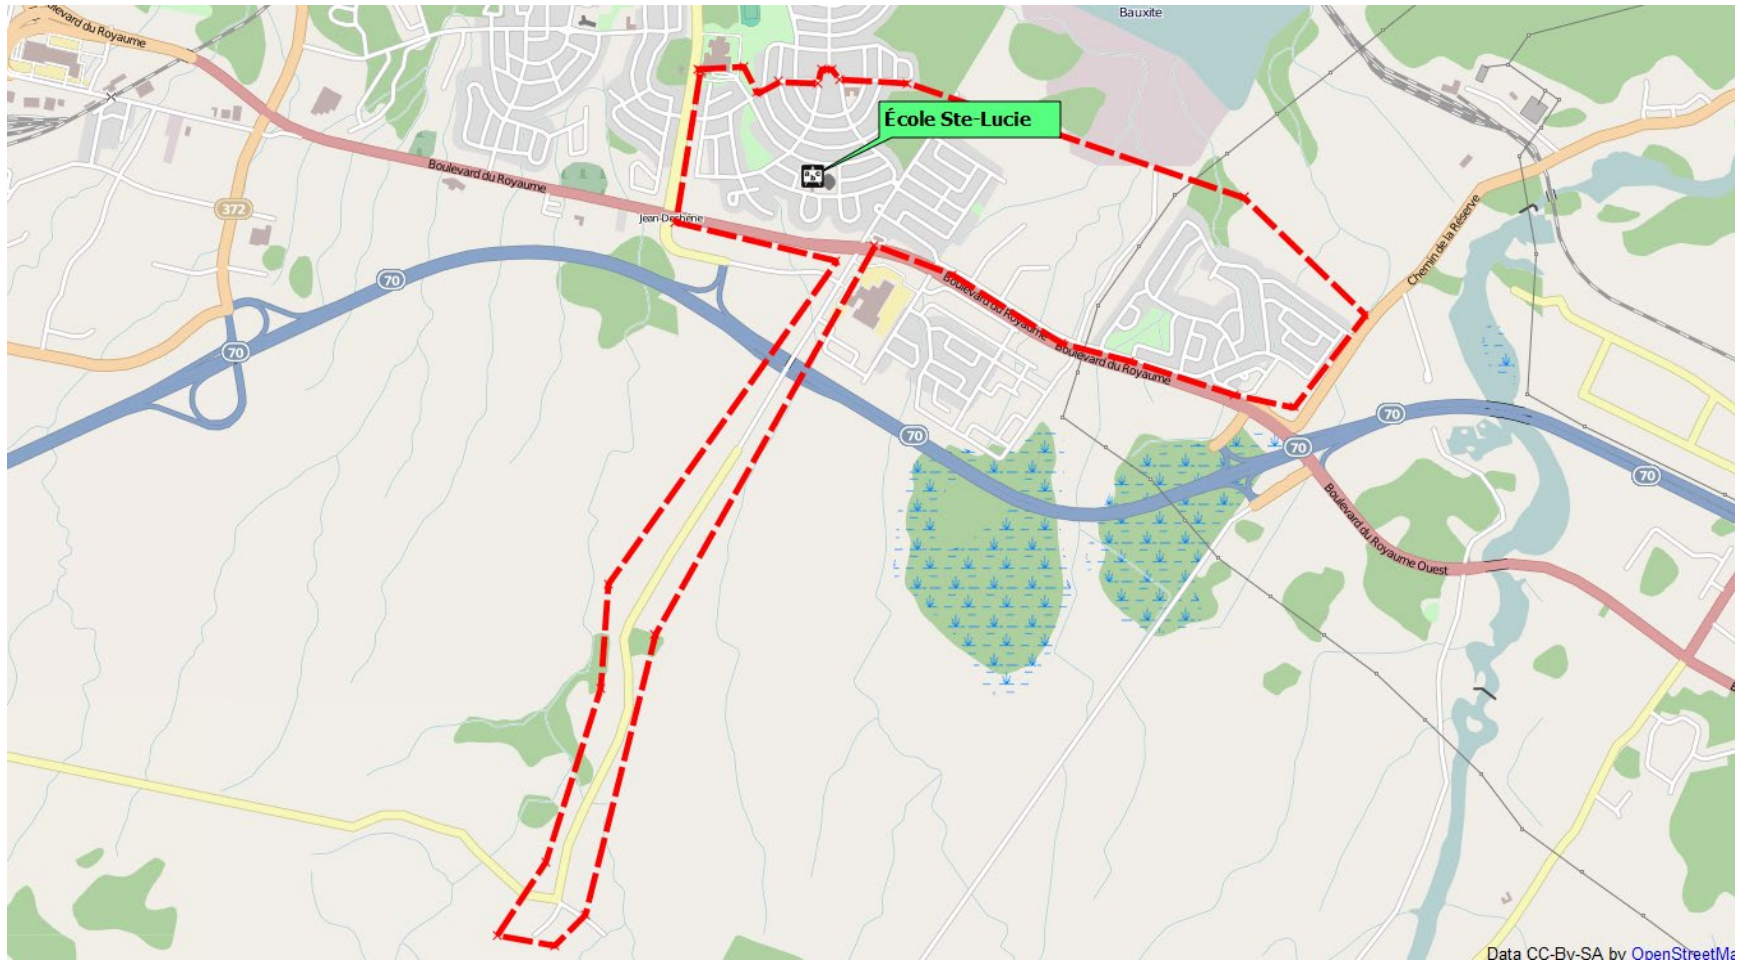 Bauxite
Boulevard du Royaume
École Ste-Lucie
Boulevard du Royaume
372
Jean-Deschêne
Chemin de la Réserve
70
Boulevard du Royaume
70
Boulevard du Royaume
70
70
70
70
Boulevard du Royaume Ouest
Data CC-By-SA by OpenStreetMa